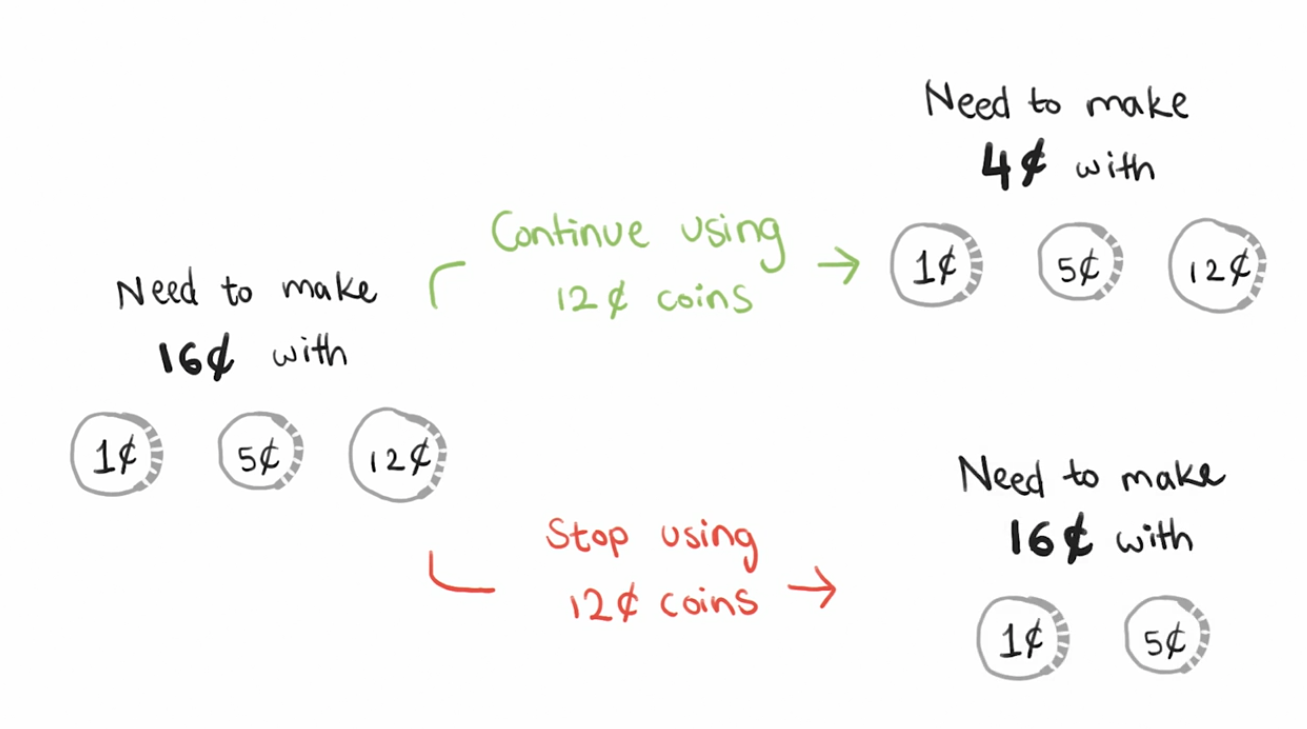 Need to make
16¢ with
1¢ 5¢ 12¢
Continue using
12¢ coins
Need to make
4¢ with
1¢ 5¢ 12¢
Stop using
12¢ coins
Need to make
16¢ with
1¢ 5¢